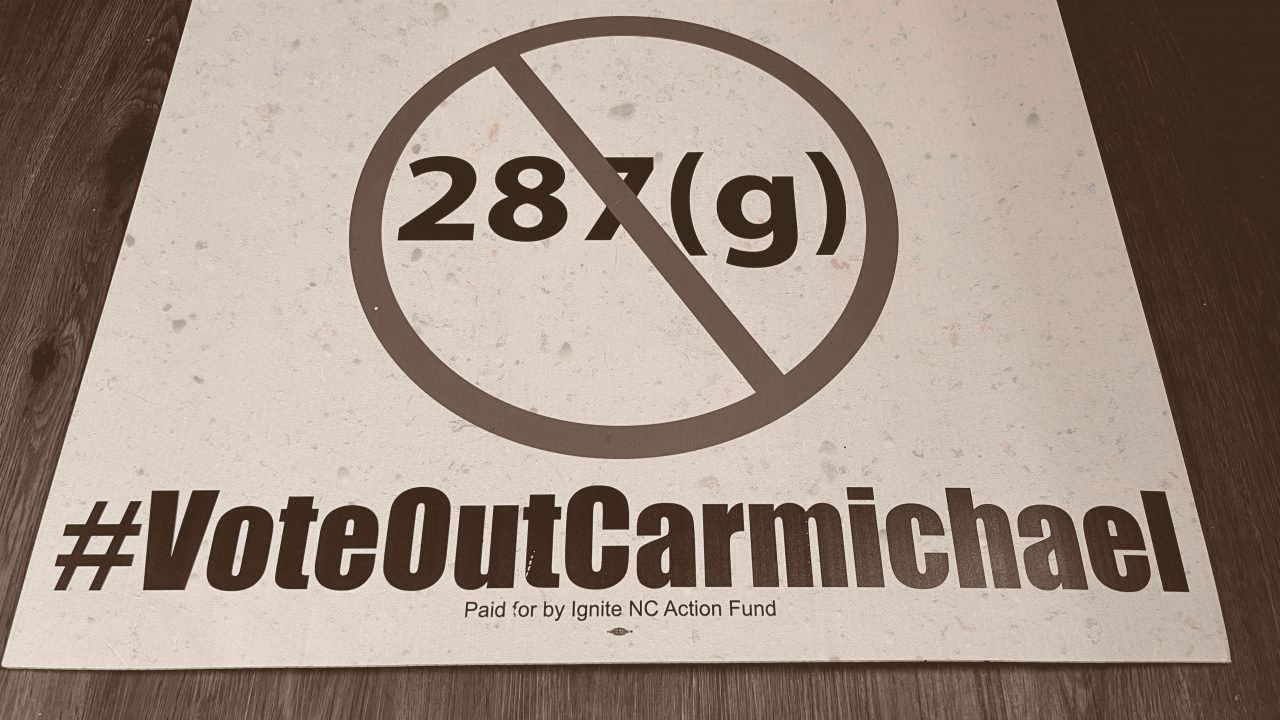 287(g)
#VoteOutCarmichael
Paid for by Ignite NC Action Fund